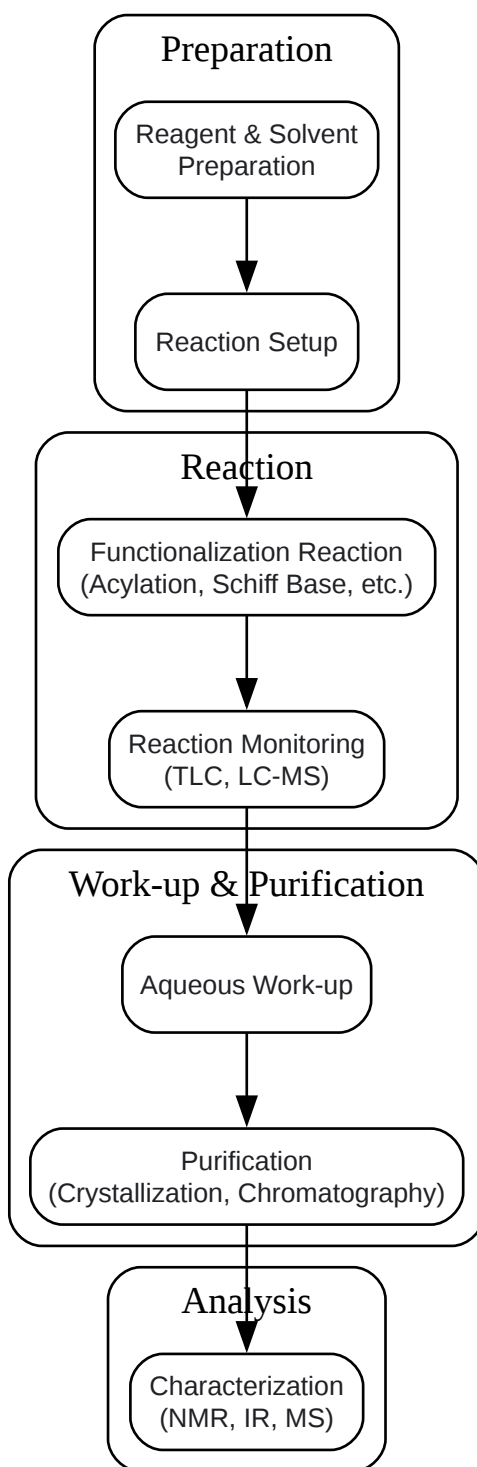 Preparation
Reagent & Solvent
Preparation
Reaction Setup
Reaction
Functionalization Reaction
(Acylation, Schiff Base, etc.)
Reaction Monitoring
(TLC, LC-MS)
Work-up & Purification
Aqueous Work-up
Purification
(Crystallization, Chromatography)
Analysis
Characterization
(NMR, IR, MS)